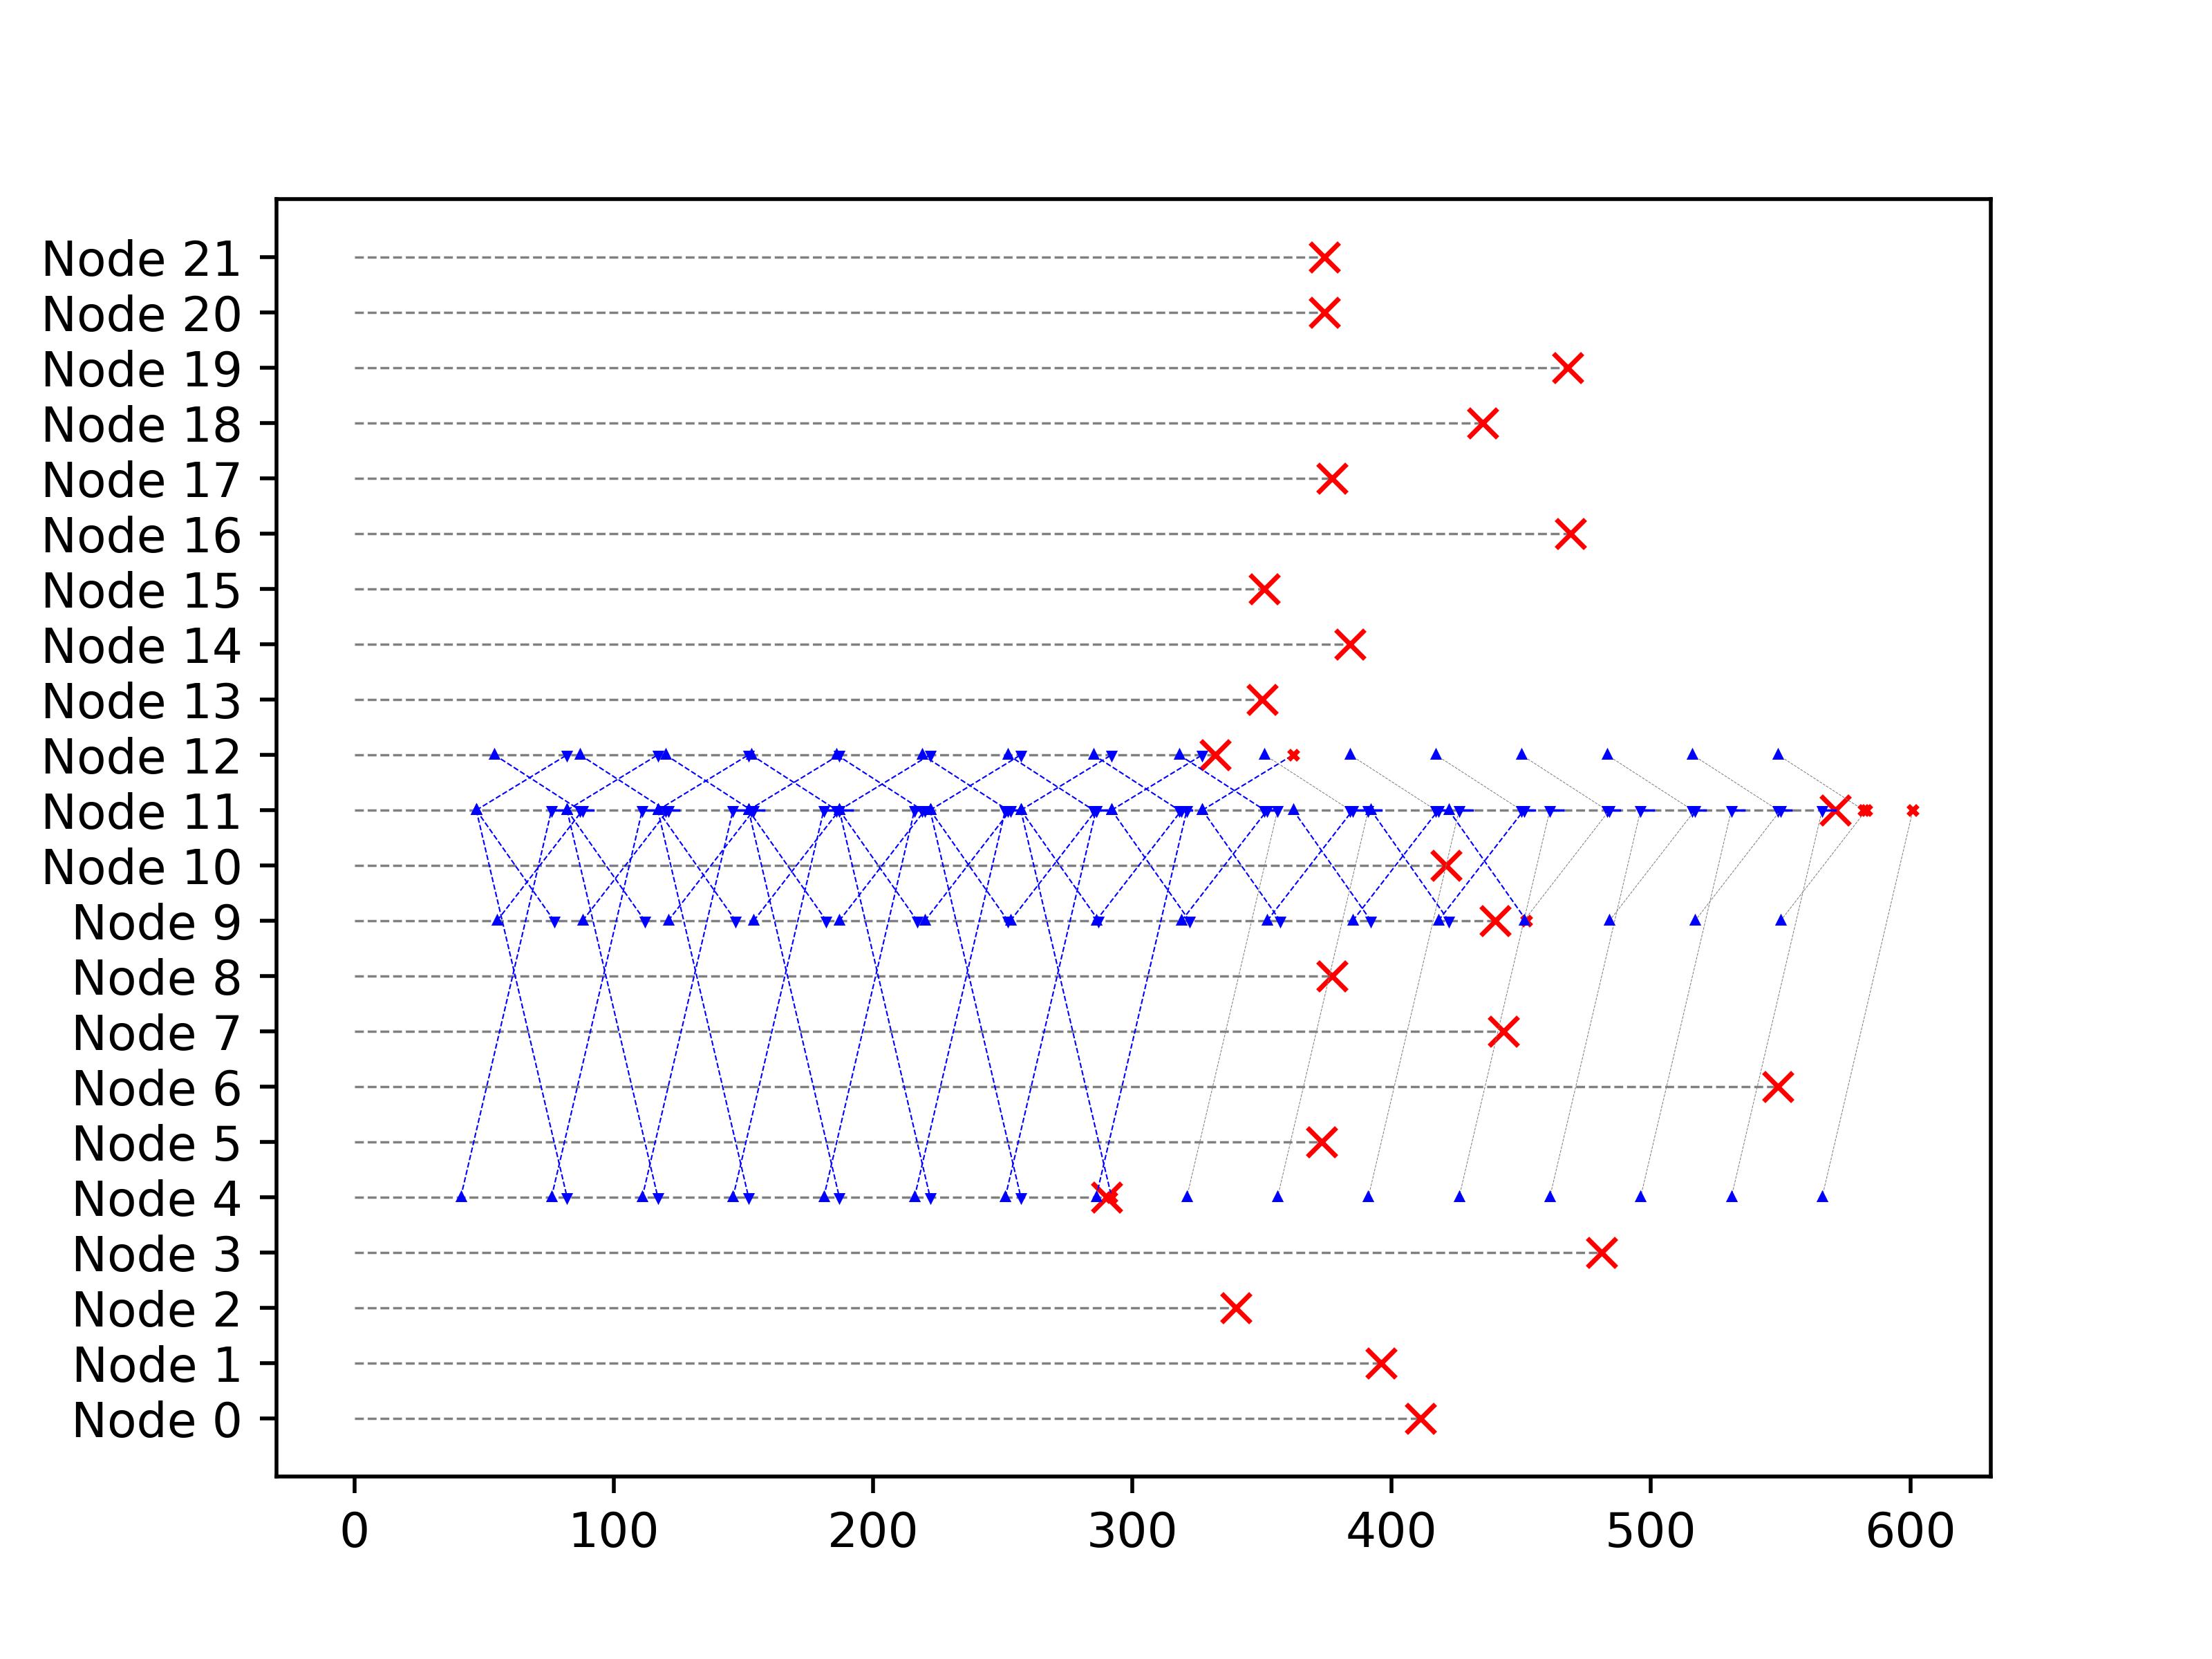 Node 21
Node 20
Node 19
Node 18
Node 17
Node 16
Node 15
Node 14
Node 13
Node 12
Node 11
Node 10
Node 9
Node 8
Node 7
Node 6
Node 5
Node 4
Node 3
Node 2
Node 1
Node 0
0 100 200 300 400 500 600